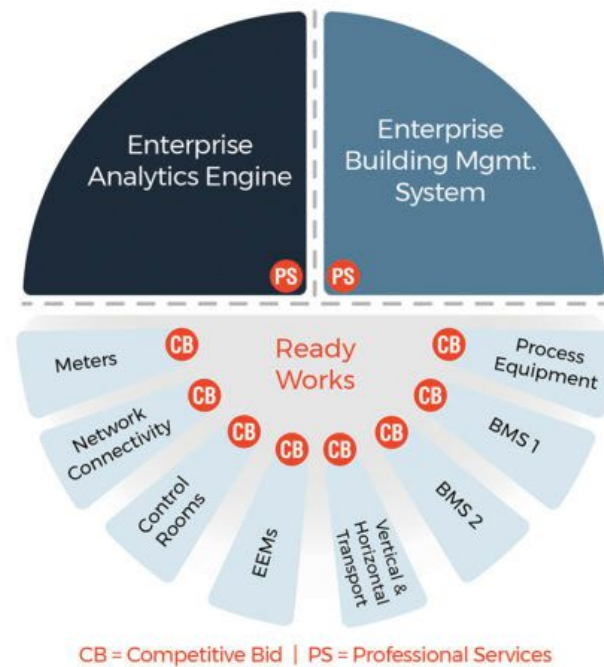 Enterprise
Analytics Engine
PS
Enterprise
Building Mgmt.
System
PS
Ready
Works
Meters
CB
Network
Connectivity
CB
Control
Rooms
CB
EEMs
CB
Vertical &
Horizontal
Transport
CB
BMS 2
CB
BMS 1
CB
Process
Equipment
CB
CB = Competitive Bid | PS = Professional Services